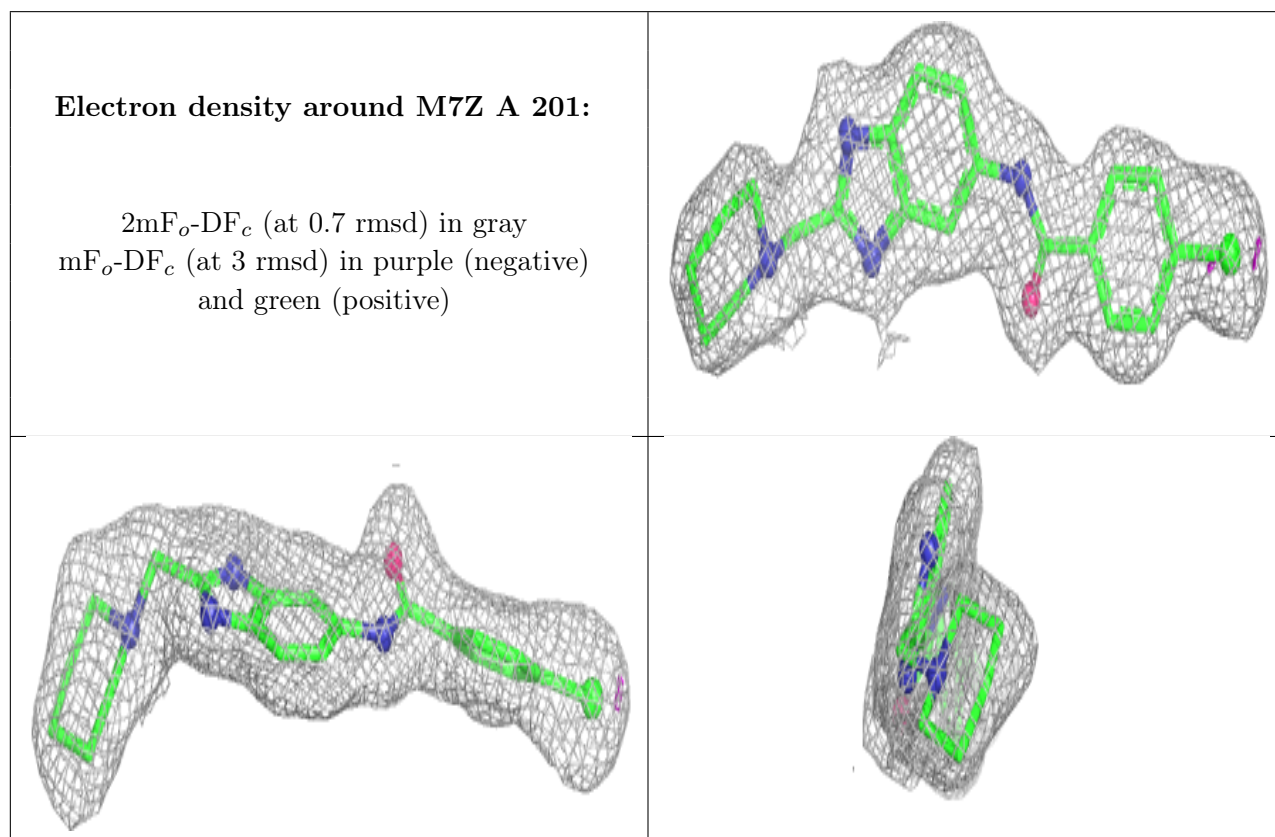 Electron density around M7Z A 201:
2mFo-DFc (at 0.7 rmsd) in gray
mFo-DFc (at 3 rmsd) in purple (negative)
and green (positive)